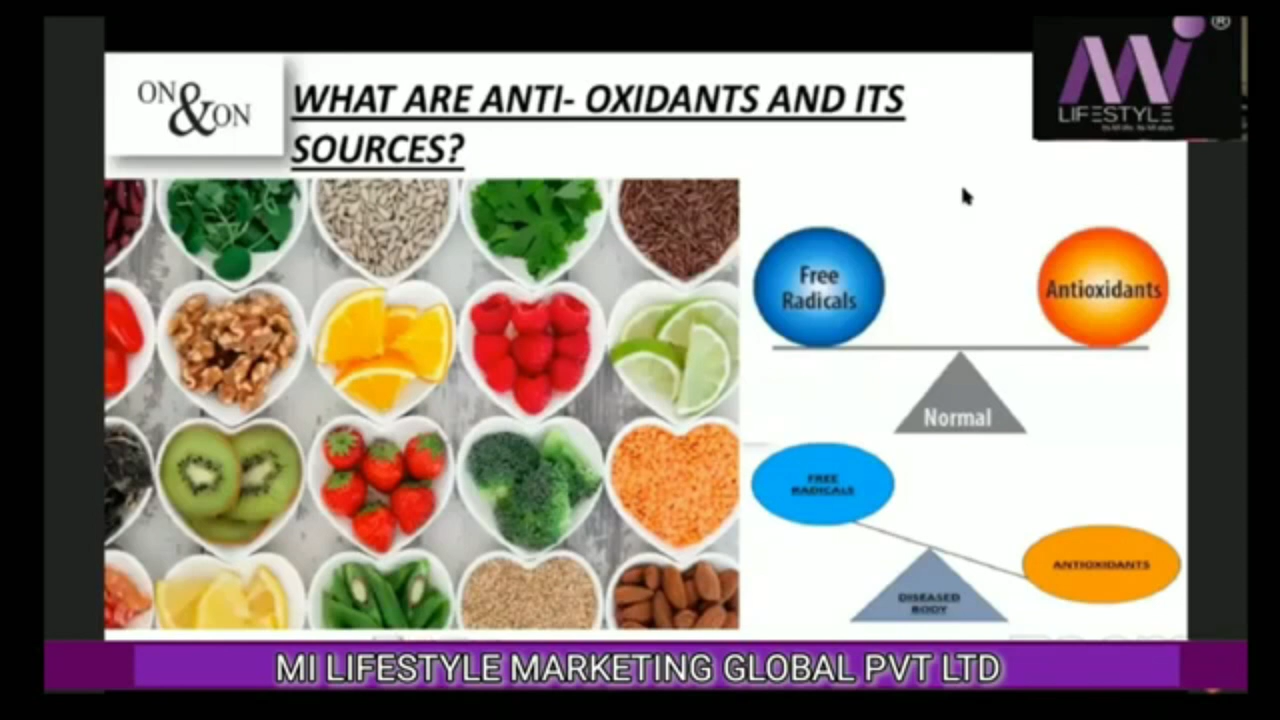 ON & ON
WHAT ARE ANTI- OXIDANTS AND ITS
SOURCES?
Mi ®
LIFESTYLE
Free
Radicals
Antioxidants
Normal
FREE
RADICALS
ANTIOXIDANTS
DISEASED
BODY
MI LIFESTYLE MARKETING GLOBAL PVT LTD